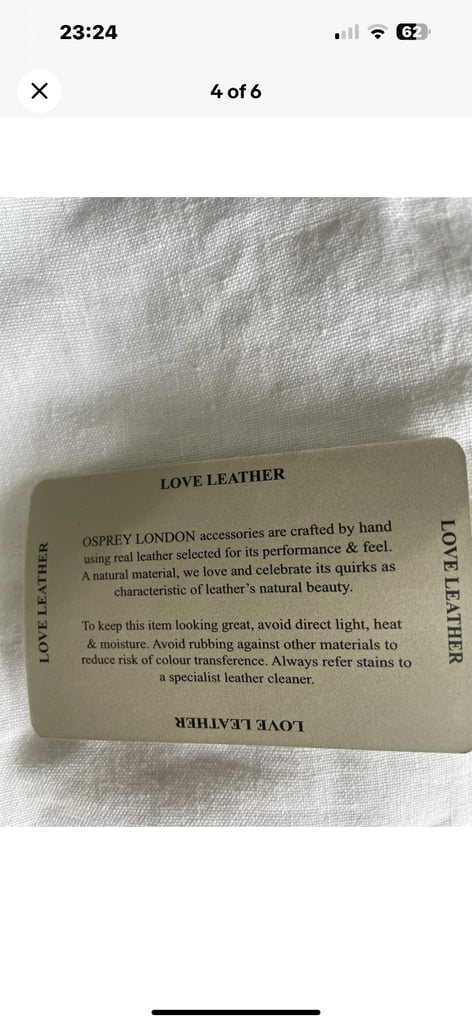 23:24
62
4 of 6
LOVE LEATHER
OSPREY LONDON accessories are crafted by hand
using real leather selected for its performance & feel.
A natural material, we love and celebrate its quirks as
characteristic of leather's natural beauty.
To keep this item looking great, avoid direct light, heat
& moisture. Avoid rubbing against other materials to
reduce risk of colour transference. Always refer stains to
a specialist leather cleaner.
LOVE LEATHER
LOVE LEATHER
LOVE LEATHER